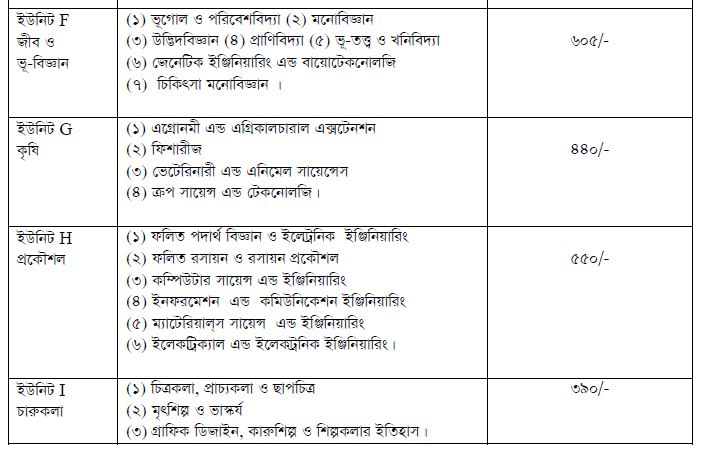 ইউনিট F
জীব ও
ভূ-বিজ্ঞান
(১) ভূগোল ও পরিবেশবিদ্যা (২) মনোবিজ্ঞান
(৩) উদ্ভিদবিজ্ঞান (৪) প্রাণিবিদ্যা (৫) ভূ-তত্ত্ব ও খনিবিদ্যা
(৬) জেনেটিক ইঞ্জিনিয়ারিং এন্ড বায়োটেকনোলজি
(৭) চিকিৎসা মনোবিজ্ঞান ।
৬০৫/-
ইউনিট G
কৃষি
(১) এগ্রোনমী এন্ড এগ্রিকালচারাল এক্সটেনশন
(২) ফিশারীজ
(৩) ভেটেরিনারী এন্ড এনিমেল সায়েন্সেস
(৪) ক্রপ সায়েন্স এন্ড টেকনোলজি।
৪৪০/-
ইউনিট H
প্রকৌশল
(১) ফলিত পদার্থ বিজ্ঞান ও ইলেট্রনিক ইঞ্জিনিয়ারিং
(২) ফলিত রসায়ন ও রসায়ন প্রকৌশল
(৩) কম্পিউটার সায়েন্স এন্ড ইঞ্জিনিয়ারিং
(৪) ইনফরমেশন এন্ড কমিউনিকেশন ইঞ্জিনিয়ারিং
(৫) ম্যাটেরিয়াল্‌স সায়েন্স এন্ড ইঞ্জিনিয়ারিং
(৬) ইলেকট্রিক্যাল এন্ড ইলেকট্রনিক ইঞ্জিনিয়ারিং।
৫৫০/-
ইউনিট I
চারুকলা
(১) চিত্রকলা, প্রাচ্যকলা ও ছাপচিত্র
(২) মৃৎশিল্প ও ভাস্কর্য
(৩) গ্রাফিক ডিজাইন, কারুশিল্প ও শিল্পকলার ইতিহাস।
৩৯০/-